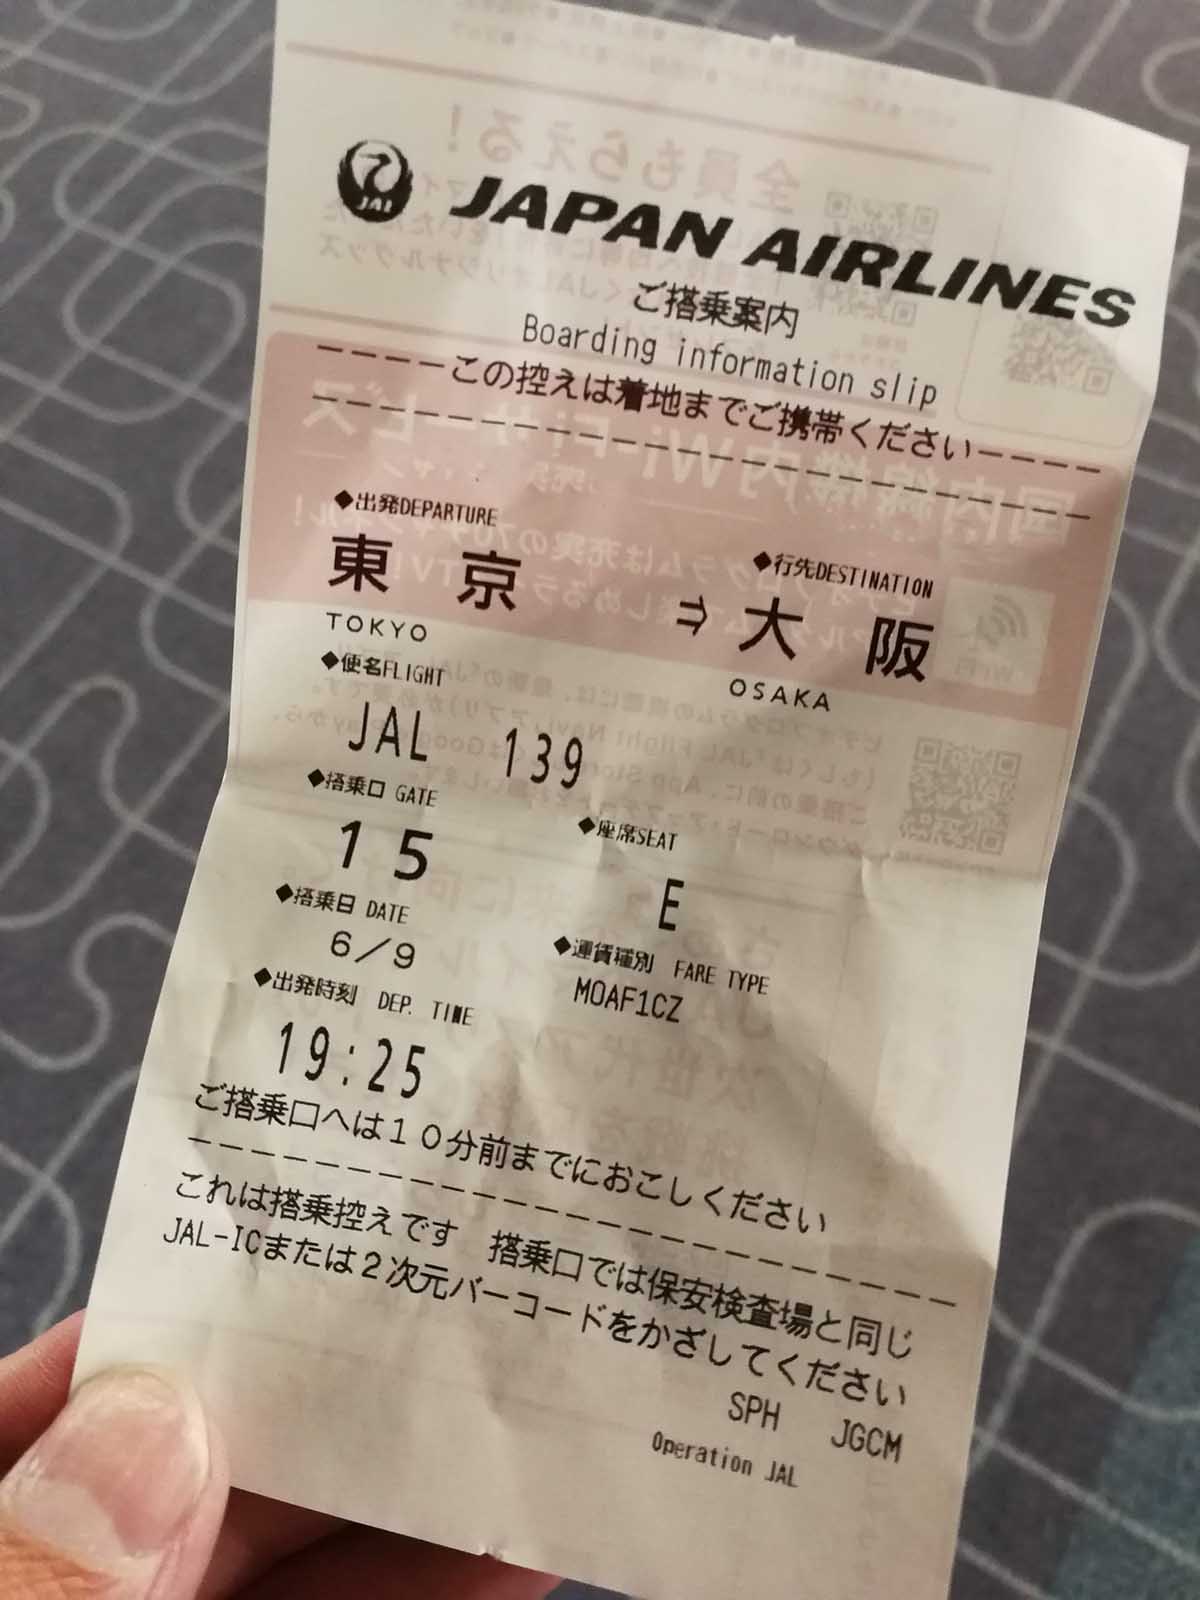 JAL JAPAN AIRLINES
ご搭乗案内
Boarding information slip
----この控えは着地までご携帯ください----
◆出発DEPARTURE ◆行先DESTINATION
東京 ⇒ 大阪
TOKYO OSAKA
◆便名FLIGHT
JAL 139
◆搭乗口 GATE ◆座席SEAT
15 E
◆搭乗日 DATE ◆運賃種別 FARE TYPE
6/9 MOAF1CZ
◆出発時刻 DEP. TIME
19:25
ご搭乗口へは10分前までにおこしください
これは搭乗控えです 搭乗口では保安検査場と同じ
JAL-ICまたは2次元バーコードをかざしてください
SPH JGCM
Operation JAL